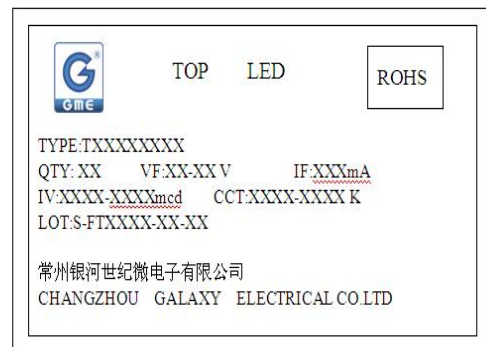 GME
TOP LED
ROHS
TYPE:TXXXXXXXX
QTY: XX VF:XX-XX V IF:XXXmA
IV:XXXX-XXXXmcd CCT:XXXX-XXXX K
LOT:S-FTXXXX-XX-XX
常州银河世纪微电子有限公司
CHANGZHOU GALAXY ELECTRICAL CO.LTD